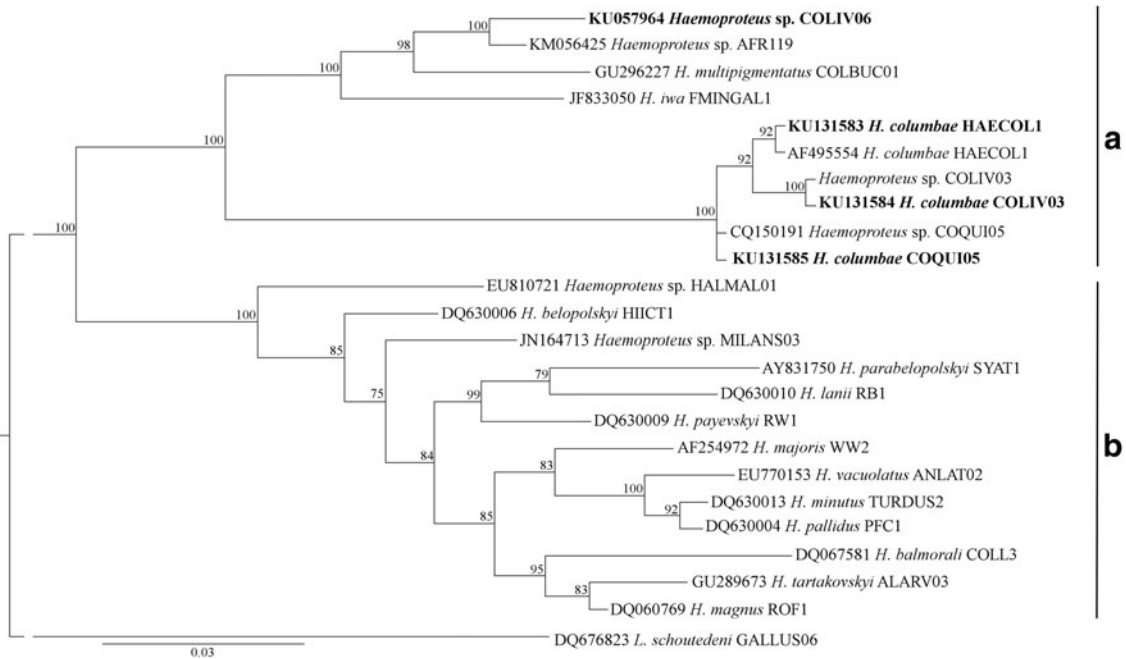 KU057964 Haemoproteus sp. COLIV06
100
KM056425 Haemoproteus sp. AFR119
98
GU296227 H. multipigmentatus COLBUC01
100
JF833050 H. iwa FMINGAL1
100
KU131583 H. columbae HAECOL1
92
AF495554 H. columbae HAECOL1
92
Haemoproteus sp. COLIV03
100
KU131584 H. columbae COLIV03
100
CQ150191 Haemoproteus sp. COQUI05
KU131585 H. columbae COQUI05
a
100
EU810721 Haemoproteus sp. HALMAL01
100
DQ630006 H. belopolskyi HIICT1
85
JN164713 Haemoproteus sp. MILANS03
75
AY831750 H. parabelopolskyi SYAT1
79
DQ630010 H. lanii RB1
99
DQ630009 H. payevskyi RW1
84
AF254972 H. majoris WW2
83
EU770153 H. vacuolatus ANLAT02
100
DQ630013 H. minutus TURDUS2
92
DQ630004 H. pallidus PFC1
85
DQ067581 H. balmorali COLL3
95
GU289673 H. tartakovskyi ALARV03
83
DQ060769 H. magnus ROF1
b
DQ676823 L. schoutedeni GALLUS06
0.03